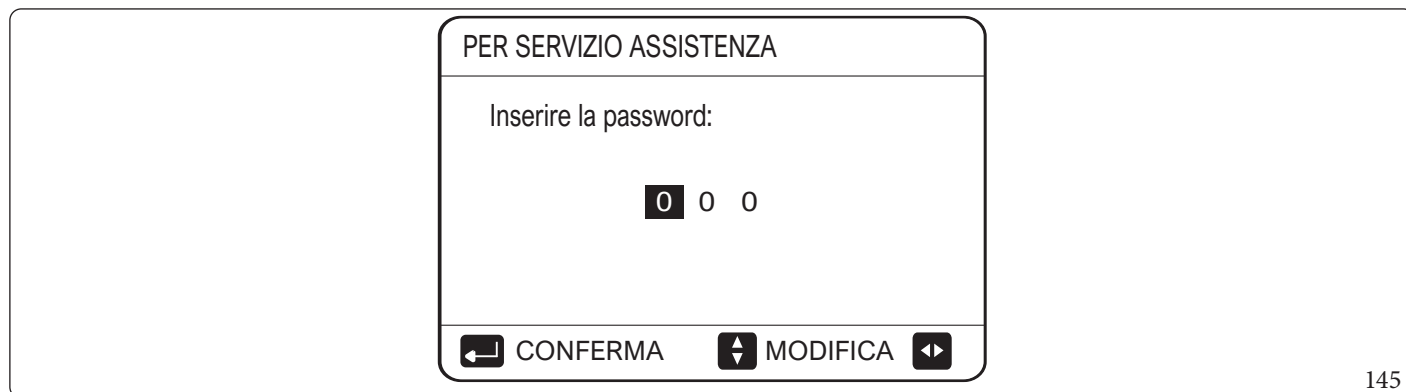 PER SERVIZIO ASSISTENZA
Inserire la password:
0 0 0
CONFERMA MODIFICA
145